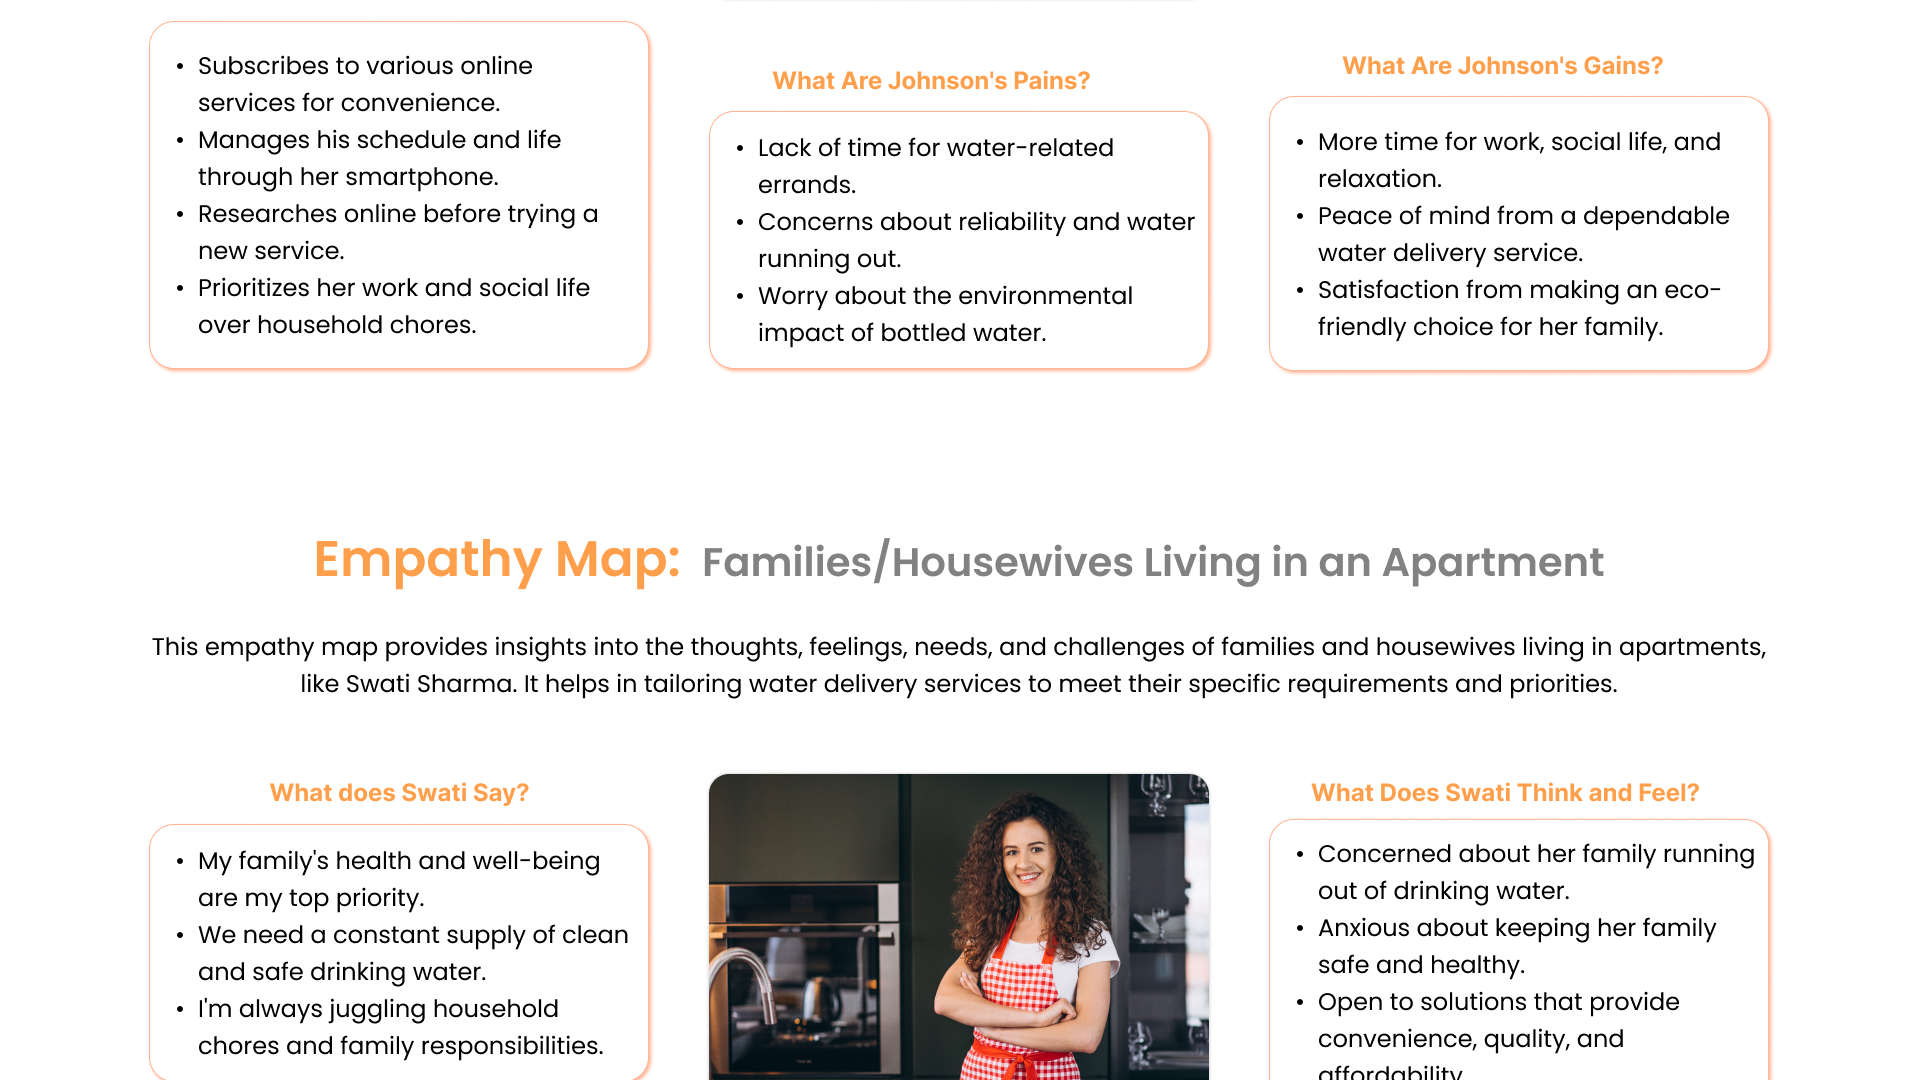 • Subscribes to various online
services for convenience.
• Manages his schedule and life
through her smartphone.
• Researches online before trying a
new service.
• Prioritizes her work and social life
over household chores.
What Are Johnson's Pains?
• Lack of time for water-related
errands.
• Concerns about reliability and water
running out.
• Worry about the environmental
impact of bottled water.
What Are Johnson's Gains?
• More time for work, social life, and
relaxation.
• Peace of mind from a dependable
water delivery service.
• Satisfaction from making an eco-
friendly choice for her family.
Empathy Map: Families/Housewives Living in an Apartment
This empathy map provides insights into the thoughts, feelings, needs, and challenges of families and housewives living in apartments,
like Swati Sharma. It helps in tailoring water delivery services to meet their specific requirements and priorities.
What does Swati Say?
• My family's health and well-being
are my top priority.
• We need a constant supply of clean
and safe drinking water.
• I'm always juggling household
chores and family responsibilities.
What Does Swati Think and Feel?
• Concerned about her family running
out of drinking water.
• Anxious about keeping her family
safe and healthy.
• Open to solutions that provide
convenience, quality, and
affordability.